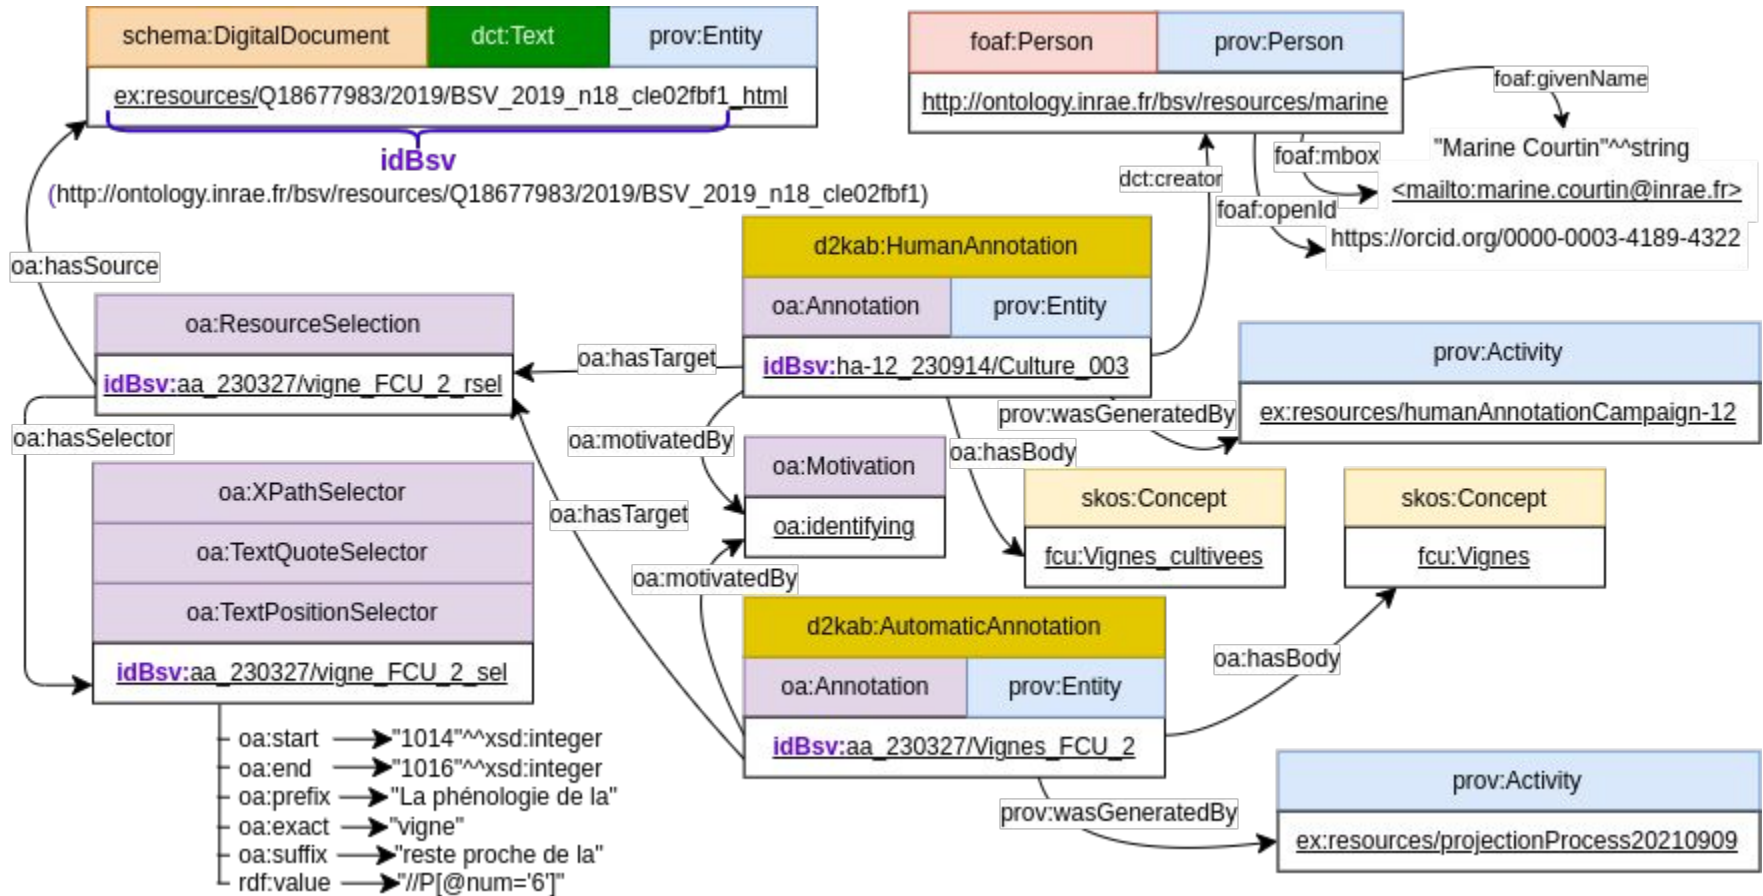 schema:DigitalDocument
dct:Text
prov:Entity
ex:resources/Q18677983/2019/BSV_2019_n18_cle02fbf1_html
idBsv
(http://ontology.inrae.fr/bsv/resources/Q18677983/2019/BSV_2019_n18_cle02fbf1)
foaf:Person
prov:Person
http://ontology.inrae.fr/bsv/resources/marine
foaf:givenName
"Marine Courtin"^^string
foaf:mbox
<mailto:marine.courtin@inrae.fr>
dct:creator
foaf:openId
https://orcid.org/0000-0003-4189-4322
oa:hasSource
d2kab:HumanAnnotation
oa:Annotation
prov:Entity
idBsv:ha-12_230914/Culture_003
oa:ResourceSelection
idBsv:aa_230327/vigne_FCU_2_rsel
oa:hasTarget
prov:Activity
ex:resources/humanAnnotationCampaign-12
prov:wasGeneratedBy
oa:hasSelector
oa:motivatedBy
oa:hasBody
oa:Motivation
oa:identifying
oa:hasTarget
oa:motivatedBy
skos:Concept
fcu:Vignes_cultivees
skos:Concept
fcu:Vignes
oa:XPathSelector
oa:TextQuoteSelector
oa:TextPositionSelector
idBsv:aa_230327/vigne_FCU_2_sel
d2kab:AutomaticAnnotation
oa:Annotation
prov:Entity
idBsv:aa_230327/Vignes_FCU_2
oa:hasBody
prov:wasGeneratedBy
prov:Activity
ex:resources/projectionProcess20210909
oa:start "1014"^^xsd:integer
oa:end "1016"^^xsd:integer
oa:prefix "La phénologie de la"
oa:exact "vigne"
oa:suffix "reste proche de la"
rdf:value "//P[@num='6']"